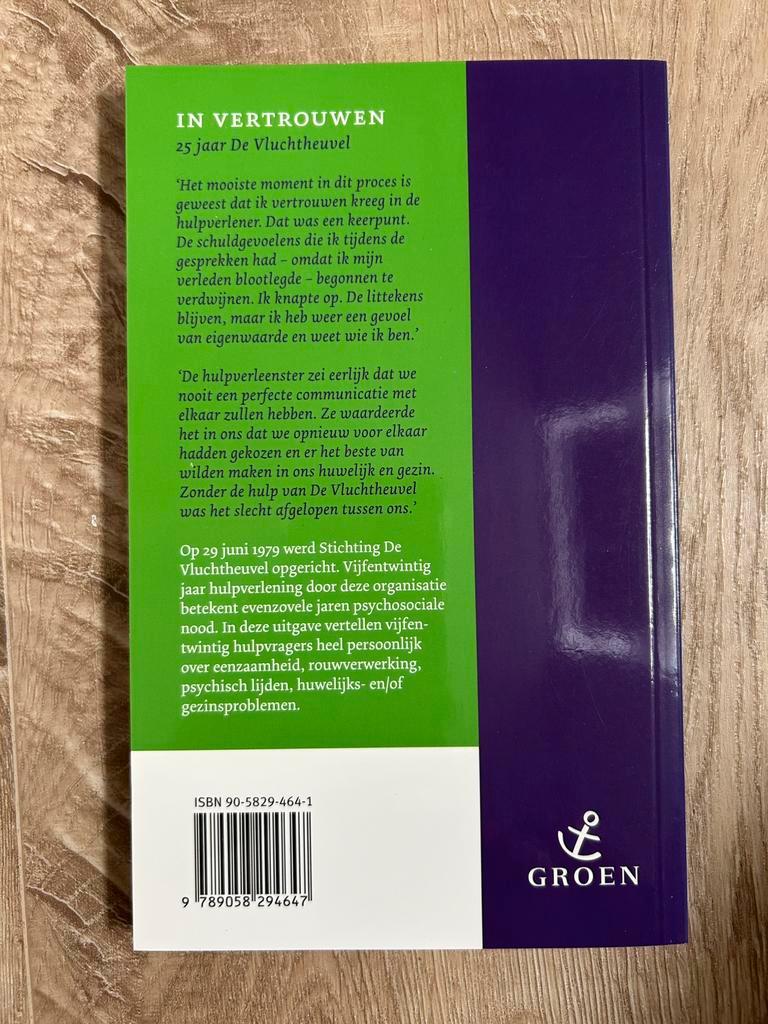 IN VERTROUWEN
25 jaar De Vluchtheuvel
‘Het mooiste moment in dit proces is
geweest dat ik vertrouwen kreeg in de
hulpverlener. Dat was een keerpunt.
De schuldgevoelens die ik tijdens de
gesprekken had – omdat ik mijn
verleden blootlegde – begonnen te
verdwijnen. Ik knapte op. De littekens
blijven, maar ik heb weer een gevoel
van eigenwaarde en weet wie ik ben.’
‘De hulpverleenster zei eerlijk dat we
nooit een perfecte communicatie met
elkaar zullen hebben. Ze waardeerde
het in ons dat we opnieuw voor elkaar
hadden gekozen en er het beste van
wilden maken in ons huwelijk en gezin.
Zonder de hulp van De Vluchtheuvel
was het slecht afgelopen tussen ons.’
Op 29 juni 1979 werd Stichting De
Vluchtheuvel opgericht. Vijfentwintig
jaar hulpverlening door deze organisatie
betekent evenzovele jaren psychosociale
nood. In deze uitgave vertellen vijfen-
twintig hulpvragers heel persoonlijk
over eenzaamheid, rouwverwerking,
psychisch lijden, huwelijks- en/of
gezinsproblemen.
ISBN 90-5829-464-1
9 789058 294647
GROEN